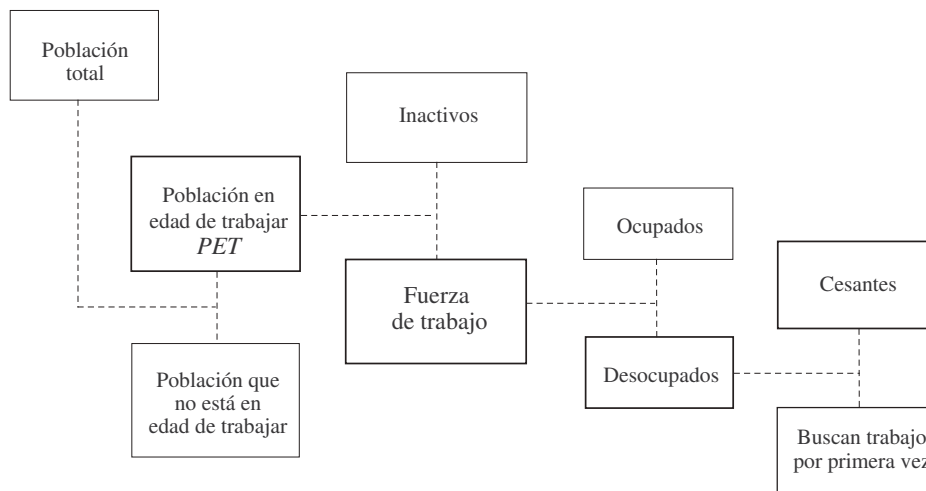 Población
total
Inactivos
Población en
edad de trabajar
PET
Ocupados
Fuerza
de trabajo
Cesantes
Desocupados
Población que
no está en
edad de trabajar
Buscan trabajo
por primera vez